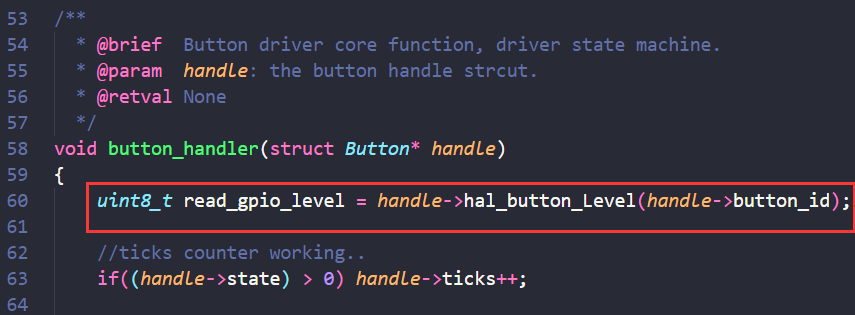 53 /**
54 * @brief Button driver core function, driver state machine.
55 * @param handle: the button handle strcut.
56 * @retval None
57 */
58 void button_handler(struct Button* handle)
59 {
60 uint8_t read_gpio_level = handle->hal_button_Level(handle->button_id);
61
62 //ticks counter working..
63 if((handle->state) > 0) handle->ticks++;
64